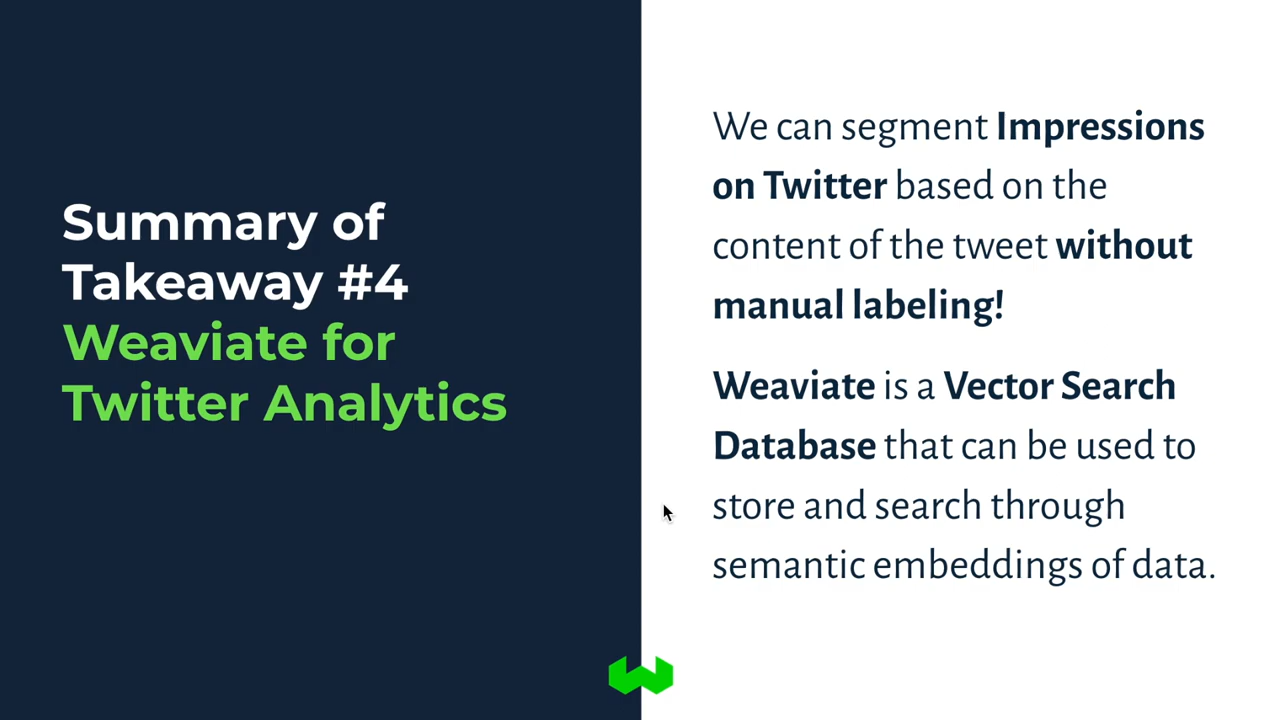 Summary of
Takeaway #4
Weaviate for
Twitter Analytics
We can segment Impressions
on Twitter based on the
content of the tweet without
manual labeling!
Weaviate is a Vector Search
Database that can be used to
store and search through
semantic embeddings of data.